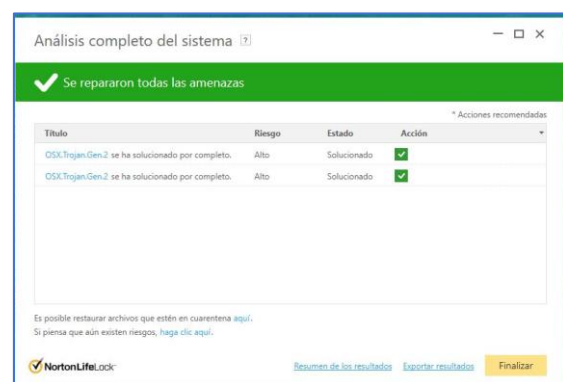 Análisis completo del sistema ?
Se repararon todas las amenazas
* Acciones recomendadas
Título Riesgo Estado Acción
OSX.Trojan.Gen.2 se ha solucionado por completo. Alto Solucionado
OSX.Trojan.Gen.2 se ha solucionado por completo. Alto Solucionado
Es posible restaurar archivos que estén en cuarentena aquí.
Si piensa que aún existen riesgos, haga clic aquí.
NortonLifeLock Resumen de los resultados Exportar resultados Finalizar